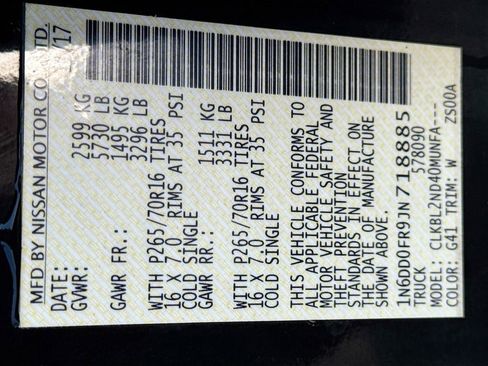 MFD BY NISSAN MOTOR CO., LTD.
DATE: /17
GVWR: 2599 KG
5730 LB
GAWR FR.: 1495 KG
3296 LB
WITH P265/70R16 TIRES
16 X 7.0 RIMS AT 35 PSI
COLD SINGLE
GAWR RR.: 1511 KG
3331 LB
WITH P265/70R16 TIRES
16 X 7.0 RIMS AT 35 PSI
COLD SINGLE
THIS VEHICLE CONFORMS TO
ALL APPLICABLE FEDERAL
MOTOR VEHICLE SAFETY AND
THEFT PREVENTION
STANDARDS IN EFFECT ON
THE DATE OF MANUFACTURE
SHOWN ABOVE.
1N6DD0FR9JN718885
TRUCK 578090
MODEL: CLKBL2ND40MUNFA---
COLOR: G41 TRIM: W ZS00A